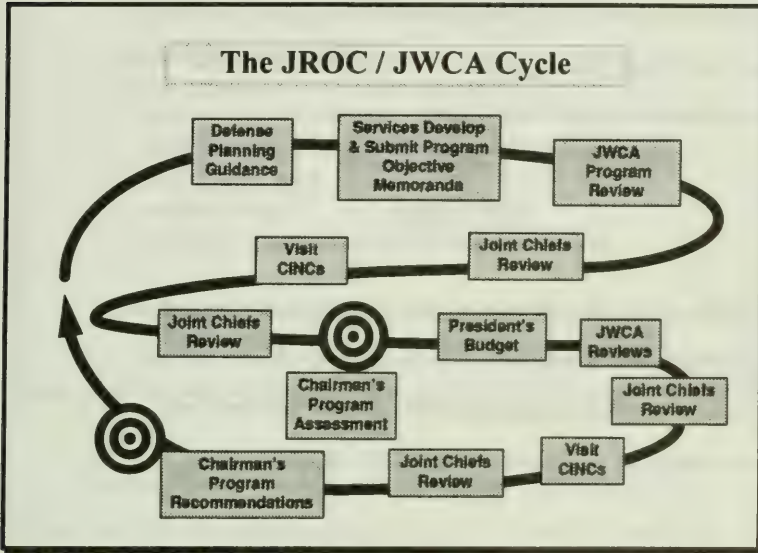 The JROC / JWCA Cycle
Defense
Planning
Guidance
Services Develop
& Submit Program
Objective
Memoranda
JWCA
Program
Review
Joint Chiefs
Review
Visit
CINCs
Joint Chiefs
Review
Chairman's
Program
Assessment
President's
Budget
JWCA
Reviews
Joint Chiefs
Review
Visit
CINCs
Joint Chiefs
Review
Chairman's
Program
Recommendations